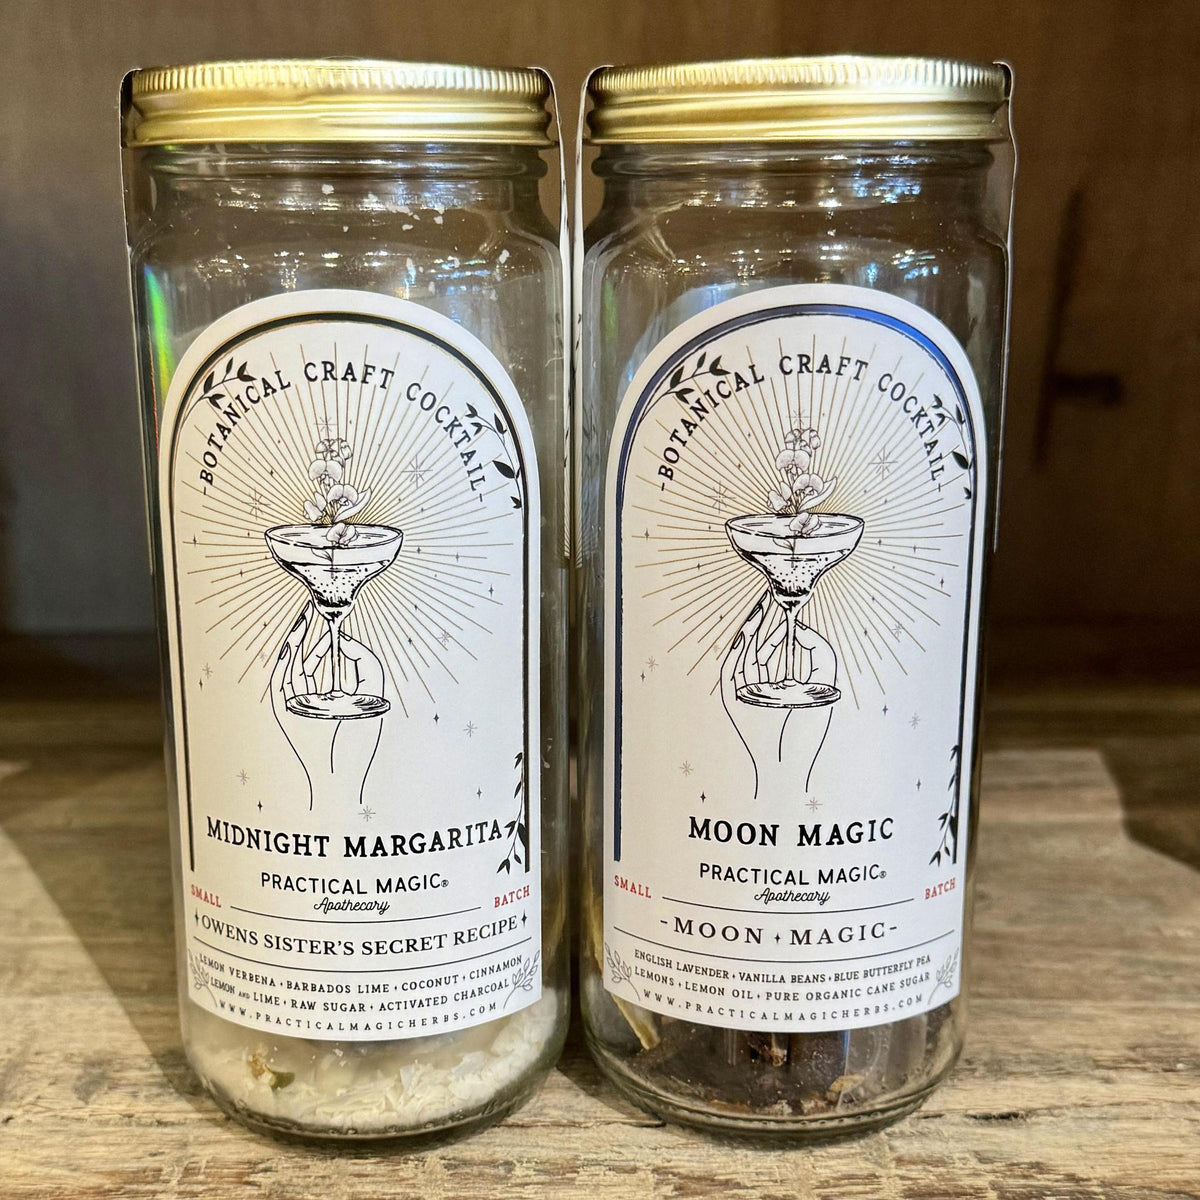 -BOTANICAL CRAFT COCKTAIL-
MIDNIGHT MARGARITA
PRACTICAL MAGIC®
Apothecary
SMALL BATCH
OWENS SISTER'S SECRET RECIPE
LEMON VERBENA • BARBADOS LIME • COCONUT • CINNAMON
LEMON AND LIME • RAW SUGAR • ACTIVATED CHARCOAL
WWW.PRACTICALMAGICHERBS.COM
-BOTANICAL CRAFT COCKTAIL-
MOON MAGIC
PRACTICAL MAGIC®
Apothecary
SMALL BATCH
-MOON MAGIC-
ENGLISH LAVENDER • VANILLA BEANS • BLUE BUTTERFLY PEA
LEMONS • LEMON OIL • PURE ORGANIC CANE SUGAR
WWW.PRACTICALMAGICHERBS.COM